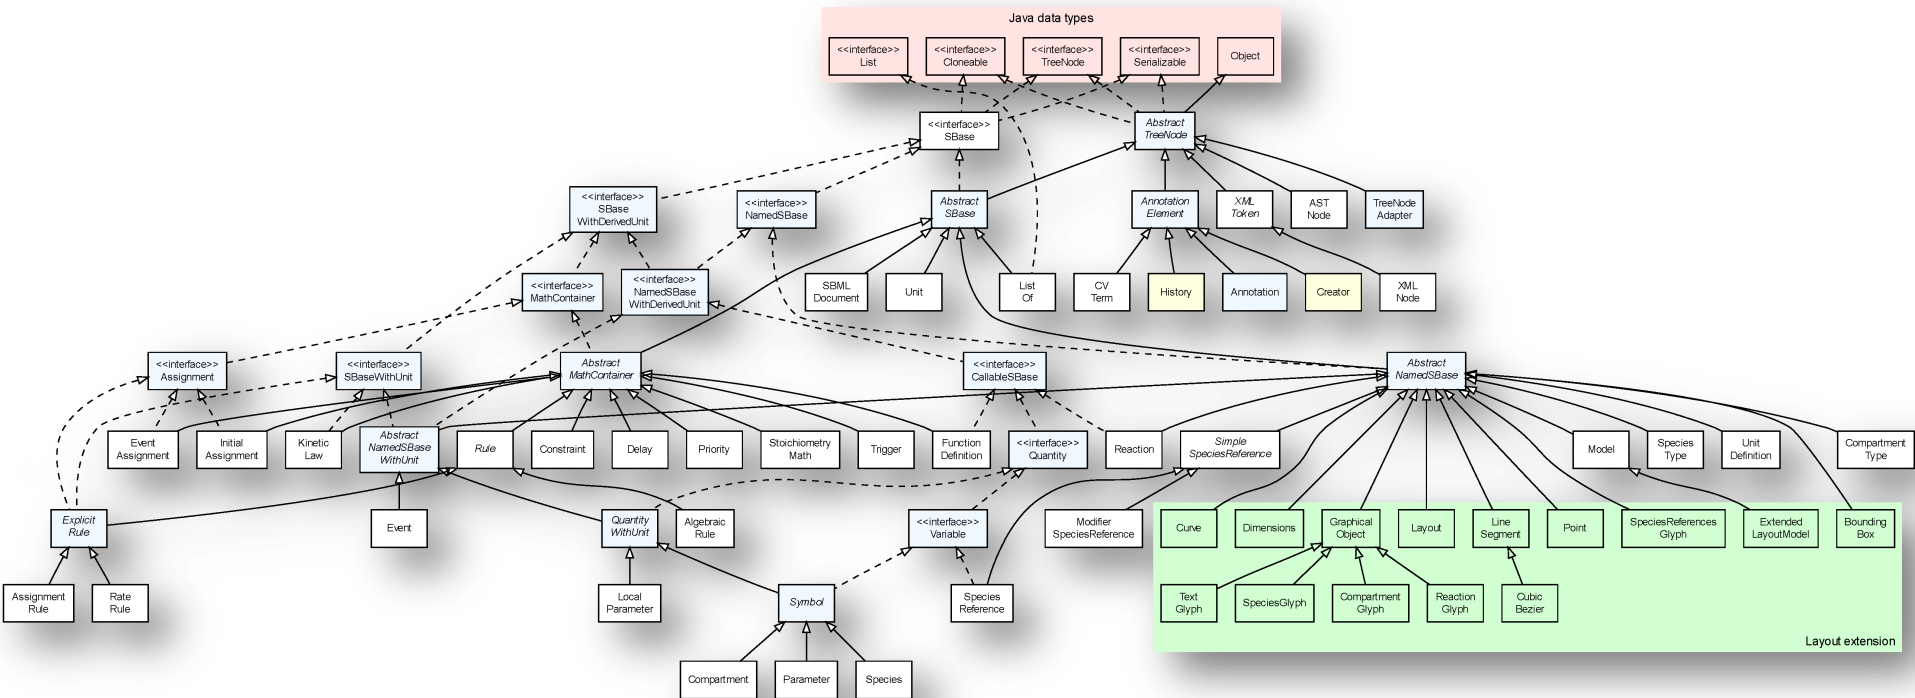 Java data types
<<interface>>
List
<<interface>>
Cloneable
<<interface>>
TreeNode
<<interface>>
Serializable
Object
<<interface>>
SBase
Abstract
TreeNode
<<interface>>
SBase
WithDerivedUnit
<<interface>>
NamedSBase
Abstract
SBase
Annotation
Element
XML
Token
AST
Node
TreeNode
Adapter
<<interface>>
MathContainer
<<interface>>
NamedSBase
WithDerivedUnit
SBML
Document
Unit
List
Of
CV
Term
History
Annotation
Creator
XML
Node
<<interface>>
Assignment
<<interface>>
SBaseWithUnit
Abstract
MathContainer
<<interface>>
CallableSBase
Abstract
NamedSBase
Event
Assignment
Initial
Assignment
Kinetic
Law
Abstract
NamedSBase
WithUnit
Rule
Constraint
Delay
Priority
Stoichiometry
Math
Trigger
Function
Definition
<<interface>>
Quantity
Reaction
Simple
SpeciesReference
Model
Species
Type
Unit
Definition
Compartment
Type
Explicit
Rule
Event
Quantity
WithUnit
Algebraic
Rule
<<interface>>
Variable
Modifier
SpeciesReference
Curve
Dimensions
Graphical
Object
Layout
Line
Segment
Point
SpeciesReferences
Glyph
Extended
LayoutModel
Bounding
Box
Assignment
Rule
Rate
Rule
Local
Parameter
Symbol
Species
Reference
Text
Glyph
SpeciesGlyph
Compartment
Glyph
Reaction
Glyph
Cubic
Bezier
Layout extension
Compartment
Parameter
Species